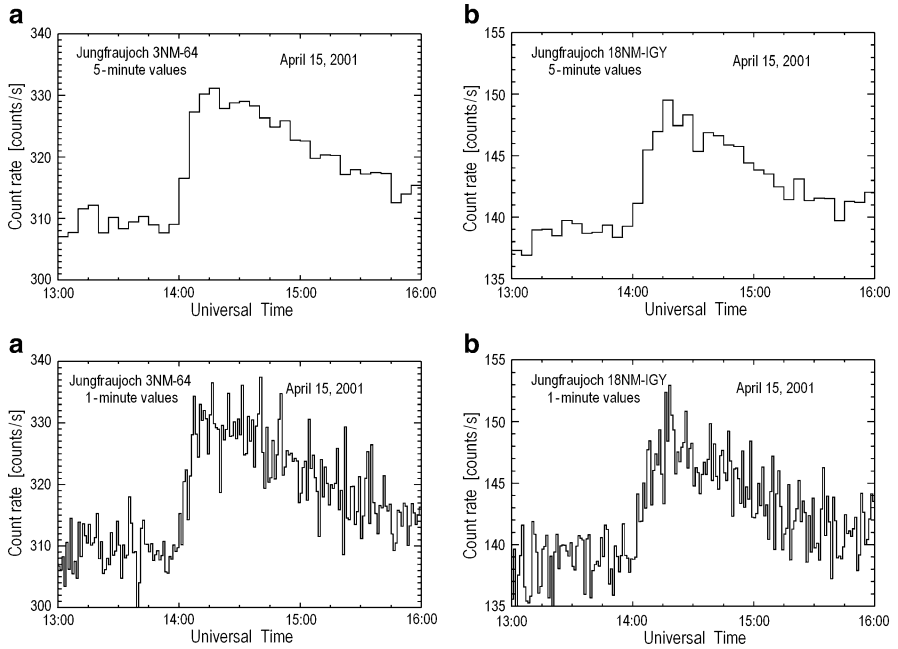 a
Jungfraujoch 3NM-64
5-minute values
April 15, 2001
Count rate [counts/s]
340
330
320
310
300
13:00 14:00 15:00 16:00
Universal Time
b
Jungfraujoch 18NM-IGY
5-minute values
April 15, 2001
Count rate [counts/s]
155
150
145
140
135
13:00 14:00 15:00 16:00
Universal Time
a
Jungfraujoch 3NM-64
1-minute values
April 15, 2001
Count rate [counts/s]
340
330
320
310
300
13:00 14:00 15:00 16:00
Universal Time
b
Jungfraujoch 18NM-IGY
1-minute values
April 15, 2001
Count rate [counts/s]
155
150
145
140
135
13:00 14:00 15:00 16:00
Universal Time